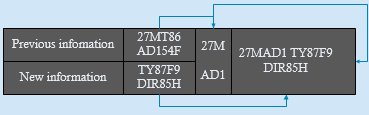 Previous infomation
27MT86
AD154F
27M
AD1
27MAD1 TY87F9
DIR85H
New information
TY87F9
DIR85H